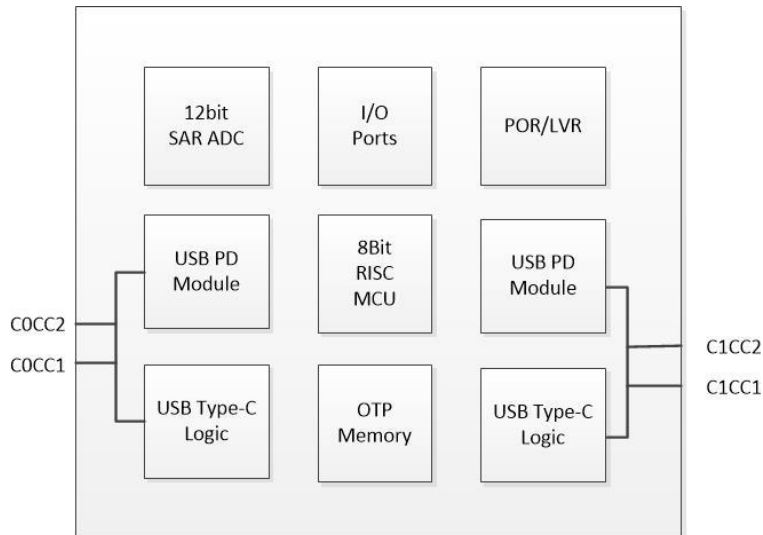 12bit
SAR ADC
I/O
Ports
POR/LVR
USB PD
Module
8Bit
RISC
MCU
USB PD
Module
C0CC2
C0CC1
C1CC2
C1CC1
USB Type-C
Logic
OTP
Memory
USB Type-C
Logic